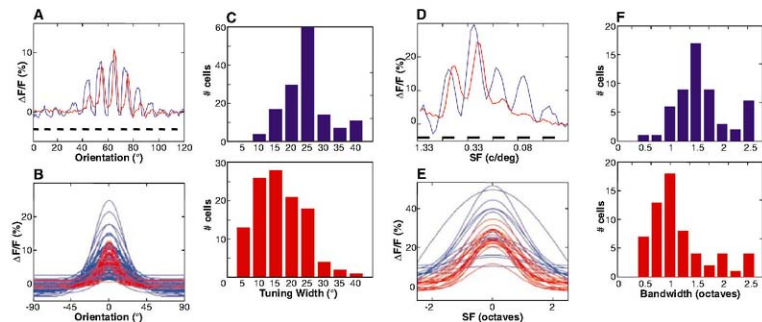 A
ΔF/F (%)
10
0
0 20 40 60 80 100 120
Orientation (°)
B
ΔF/F (%)
20
10
0
-90 -45 0 45 90
Orientation (°)
C
# cells
60
40
20
0
5 10 15 20 25 30 35 40
# cells
30
20
10
0
5 10 15 20 25 30 35 40
Tuning Width (°)
D
ΔF/F (%)
20
10
0
1.33 0.33 0.08
SF (c/deg)
E
ΔF/F (%)
40
20
0
-2 0 2
SF (octaves)
F
# cells
20
15
10
5
0
0.5 1.0 1.5 2.0 2.5
# cells
20
15
10
5
0
0.5 1.0 1.5 2.0 2.5
Bandwidth (octaves)